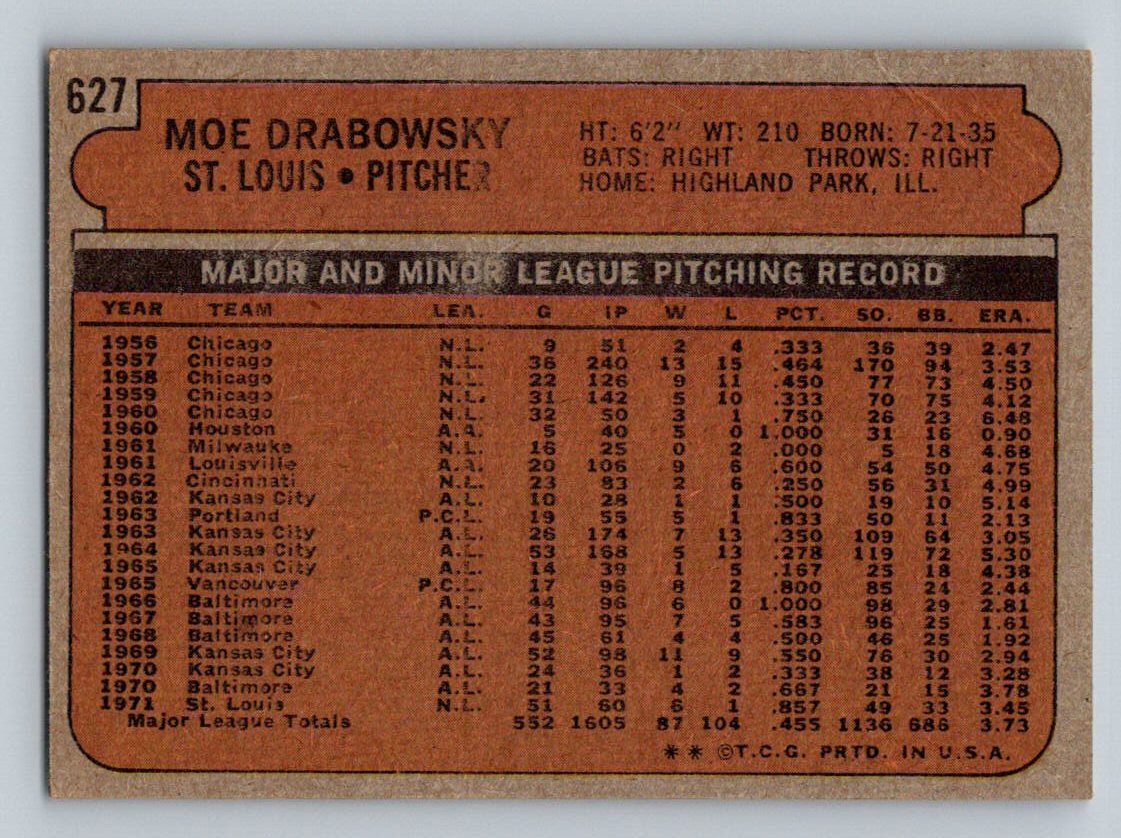 627
MOE DRABOWSKY
ST. LOUIS • PITCHER
HT: 6'2" WT: 210 BORN: 7-21-35
BATS: RIGHT THROWS: RIGHT
HOME: HIGHLAND PARK, ILL.
MAJOR AND MINOR LEAGUE PITCHING RECORD
YEAR TEAM LEA. G IP W L PCT. SO. BB. ERA.
1956 Chicago N.L. 9 51 2 4 .333 36 39 2.47
1957 Chicago N.L. 36 240 13 15 .464 170 94 3.53
1958 Chicago N.L. 22 126 9 11 .450 77 73 4.50
1959 Chicago N.L. 31 142 5 10 .333 70 75 4.12
1960 Chicago N.L. 32 50 3 1 .750 26 23 6.48
1960 Houston A.A. 5 40 5 0 1.000 31 16 0.90
1961 Milwauke N.L. 16 25 0 2 .000 5 18 4.68
1961 Louisville A.A. 20 106 9 6 .600 54 50 4.75
1962 Cincinnati N.L. 23 83 2 6 .250 56 31 4.99
1962 Kansas City A.L. 10 28 1 1 .500 19 10 5.14
1963 Portland P.C.L. 19 55 5 1 .833 50 11 2.13
1963 Kansas City A.L. 26 174 7 13 .350 109 64 3.05
1964 Kansas City A.L. 53 168 5 13 .278 119 72 5.30
1965 Kansas City A.L. 14 39 1 5 .167 25 18 4.38
1965 Vancouver P.C.L. 17 96 8 2 .800 85 24 2.44
1966 Baltimore A.L. 44 96 6 0 1.000 98 29 2.81
1967 Baltimore A.L. 43 95 7 5 .583 96 25 1.61
1968 Baltimore A.L. 45 61 4 4 .500 46 25 1.92
1969 Kansas City A.L. 52 98 11 9 .550 76 30 2.94
1970 Kansas City A.L. 24 36 1 2 .333 38 12 3.28
1970 Baltimore A.L. 21 33 4 2 .667 21 15 3.78
1971 St. Louis N.L. 51 60 6 1 .857 49 33 3.45
Major League Totals 552 1605 87 104 .455 1136 686 3.73
** ©T.C.G. PRTD. IN U.S.A.